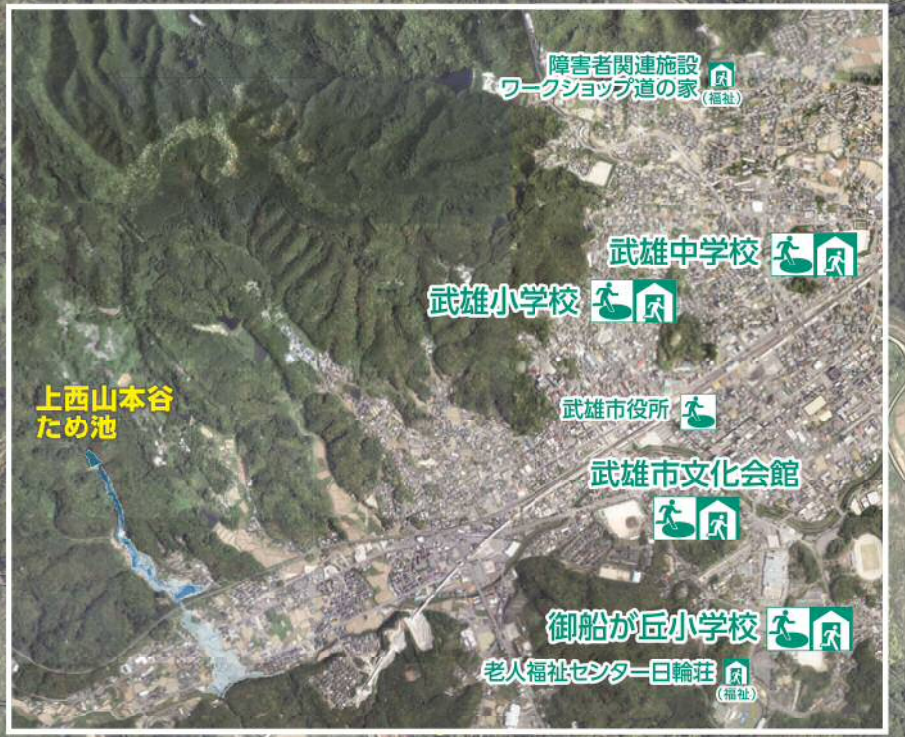 障害者関連施設
ワークショップ道の家
(福祉)
武雄中学校
武雄小学校
上西山本谷
ため池
武雄市役所
武雄市文化会館
御船が丘小学校
老人福祉センター日輪荘
(福祉)